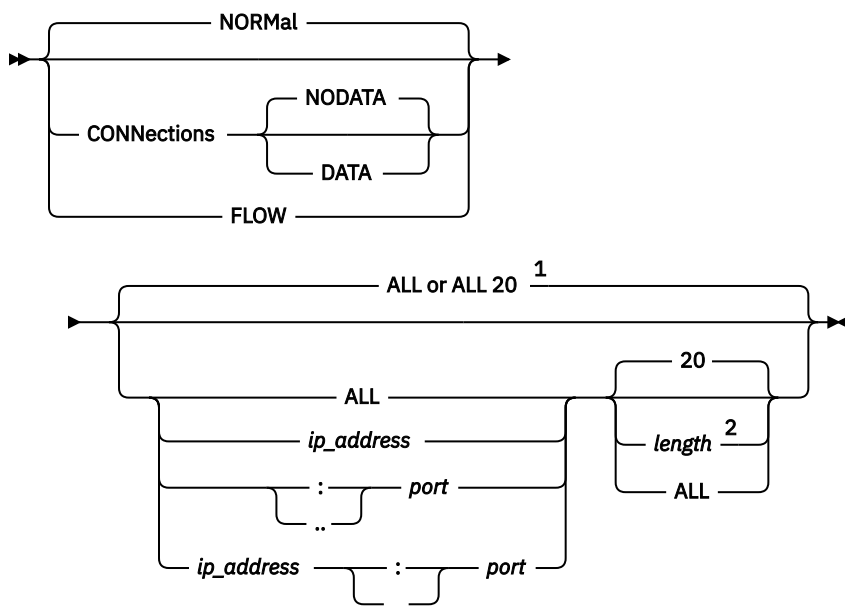 NORMal
NODATA
CONNections
DATA
FLOW
ALL or ALL 20 1
20
ALL
ip_address
length 2
: port
ALL
..
ip_address : port